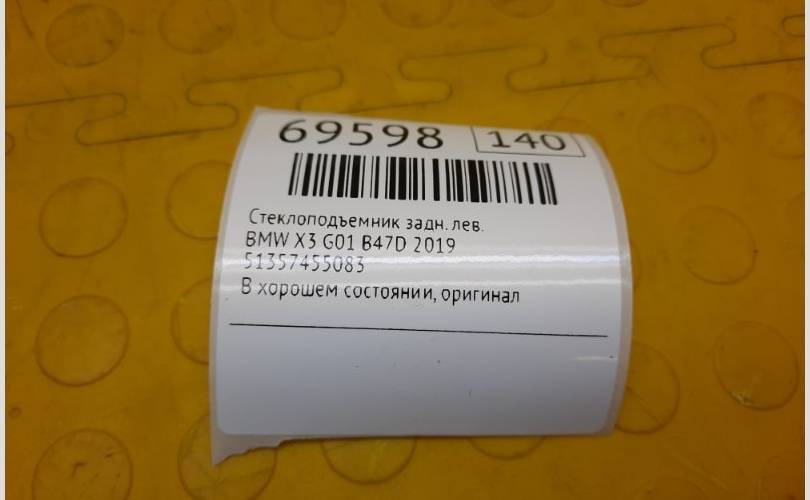 69598 140
Стеклоподъемник задн. лев.
BMW X3 G01 B47D 2019
51357455083
В хорошем состоянии, оригинал